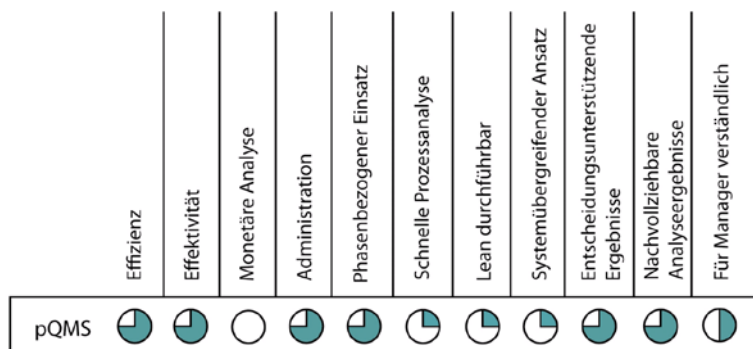 Effizienz
Effektivität
Monetäre Analyse
Administration
Phasenbezogener Einsatz
Schnelle Prozessanalyse
Lean durchführbar
Systemübergreifender Ansatz
Entscheidungsunterstützende
Ergebnisse
Nachvollziehbare
Analyseergebnisse
Für Manager verständlich
pQMS